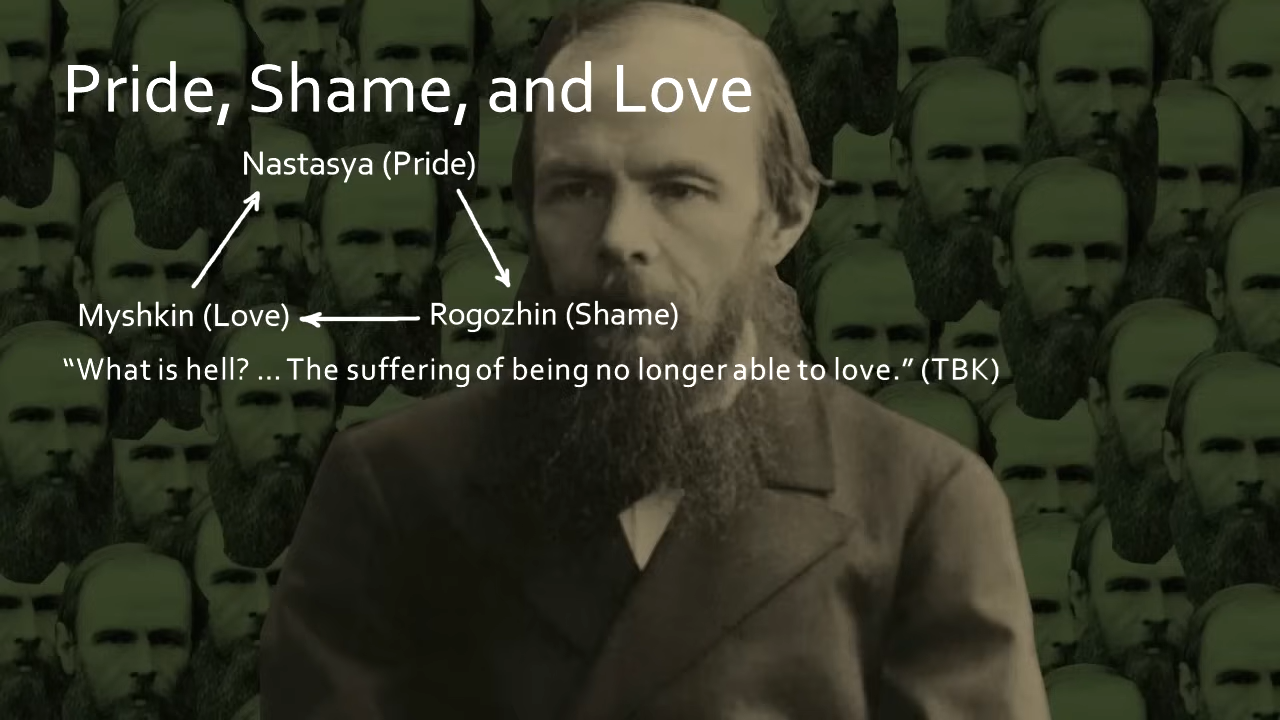 Pride, Shame, and Love
Nastasya (Pride)
Myshkin (Love)
Rogozhin (Shame)
“What is hell? ... The suffering of being no longer able to love.” (TBK)